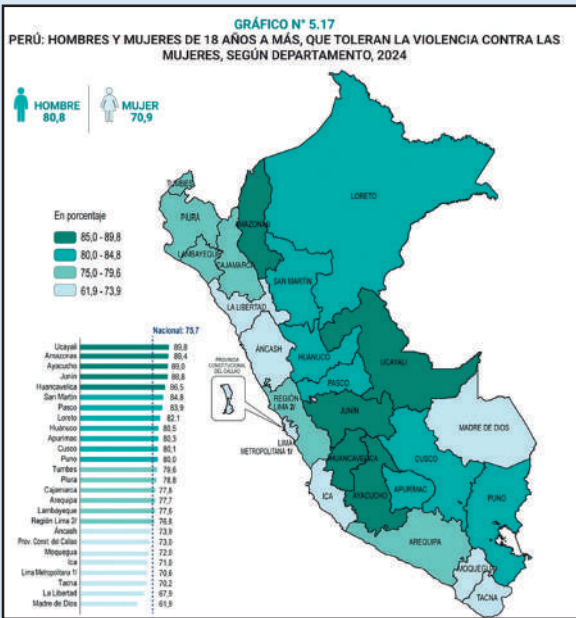 GRÁFICO N° 5.17
PERÚ: HOMBRES Y MUJERES DE 18 AÑOS A MÁS, QUE TOLERAN LA VIOLENCIA CONTRA LAS
MUJERES, SEGÚN DEPARTAMENTO, 2024
HOMBRE
80,8
MUJER
70,9
En porcentaje
85,0 - 89,8
80,0 - 84,8
75,0 - 79,6
61,9 - 73,9
TUMBES
PIURA
LAMBAYEQUE
CAJAMARCA
AMAZONAS
LORETO
SAN MARTÍN
LA LIBERTAD
ÁNCASH
HUÁNUCO
UCAYALI
PASCO
PROVINCIA
CONSTITUCIONAL
DEL CALLAO
REGIÓN
LIMA 2/
LIMA
METROPOLITANA 1/
JUNÍN
MADRE DE DIOS
HUANCAVELICA
CUSCO
ICA
AYACUCHO
APURIMAC
PUNO
AREQUIPA
MOQUEGUA
TACNA
Nacional: 75,7
Ucayali 89,8
Amazonas 89,4
Ayacucho 89,0
Junín 88,8
Huancavelica 86,5
San Martín 84,8
Pasco 83,9
Loreto 82,1
Huánuco 80,5
Apurímac 80,3
Cusco 80,1
Puno 80,0
Tumbes 79,6
Piura 78,8
Cajamarca 77,8
Arequipa 77,7
Lambayeque 77,6
Región Lima 2/ 76,8
Áncash 73,9
Prov. Const. del Callao 73,0
Moquegua 72,0
Ica 71,0
Lima Metropolitana 1/ 70,6
Tacna 70,2
La Libertad 67,9
Madre de Dios 61,9